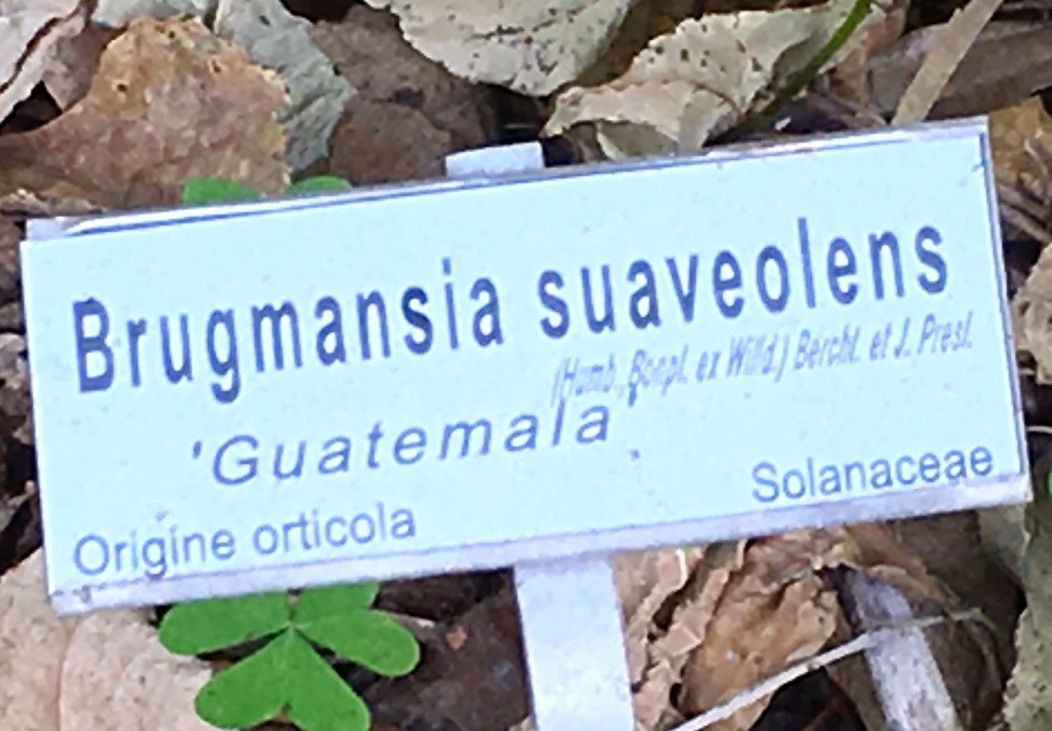 Brugmansia suaveolens
(Humb., Bonpl. ex Willd.) Bercht. et J. Presl.
'Guatemala'
Solanaceae
Origine orticola